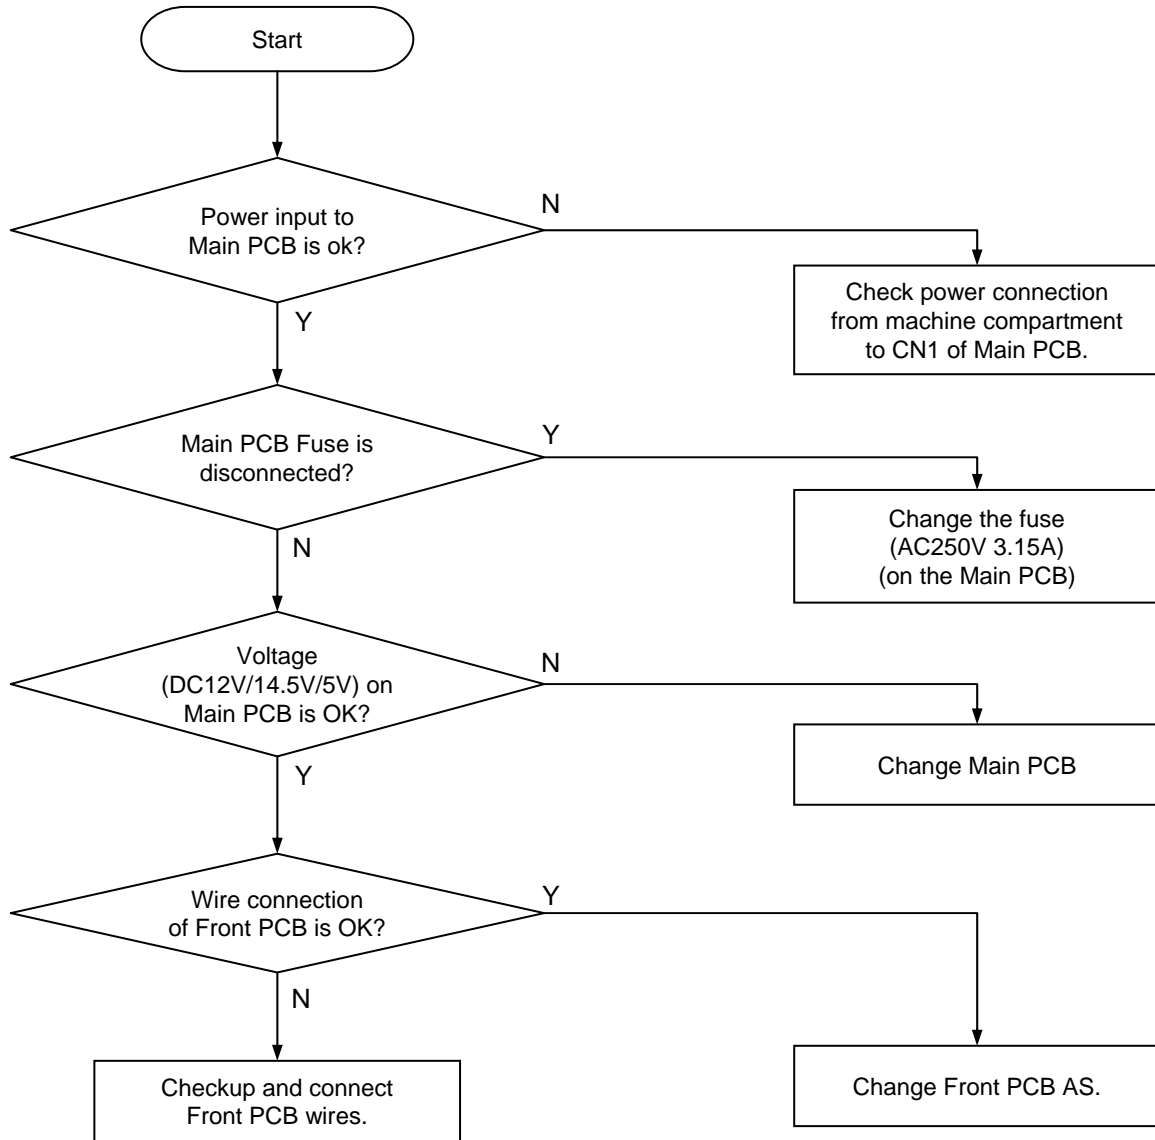 Start
Power input to
Main PCB is ok?
N
Check power connection
from machine compartment
to CN1 of Main PCB.
Y
Main PCB Fuse is
disconnected?
Y
Change the fuse
(AC250V 3.15A)
(on the Main PCB)
N
Voltage
(DC12V/14.5V/5V) on
Main PCB is OK?
N
Change Main PCB
Y
Wire connection
of Front PCB is OK?
Y
Change Front PCB AS.
N
Checkup and connect
Front PCB wires.